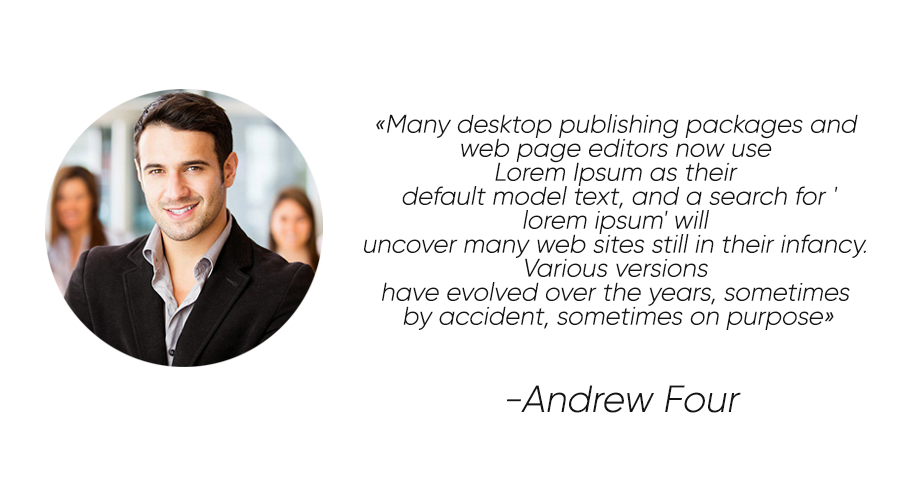 «Many desktop publishing packages and
web page editors now use
Lorem Ipsum as their
default model text, and a search for '
lorem ipsum' will
uncover many web sites still in their infancy.
Various versions
have evolved over the years, sometimes
by accident, sometimes on purpose»
-Andrew Four